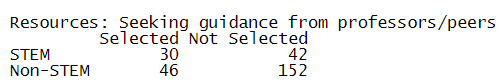 Resources: Seeking guidance from professors/peers
Selected Not Selected
STEM 30 42
Non-STEM 46 152